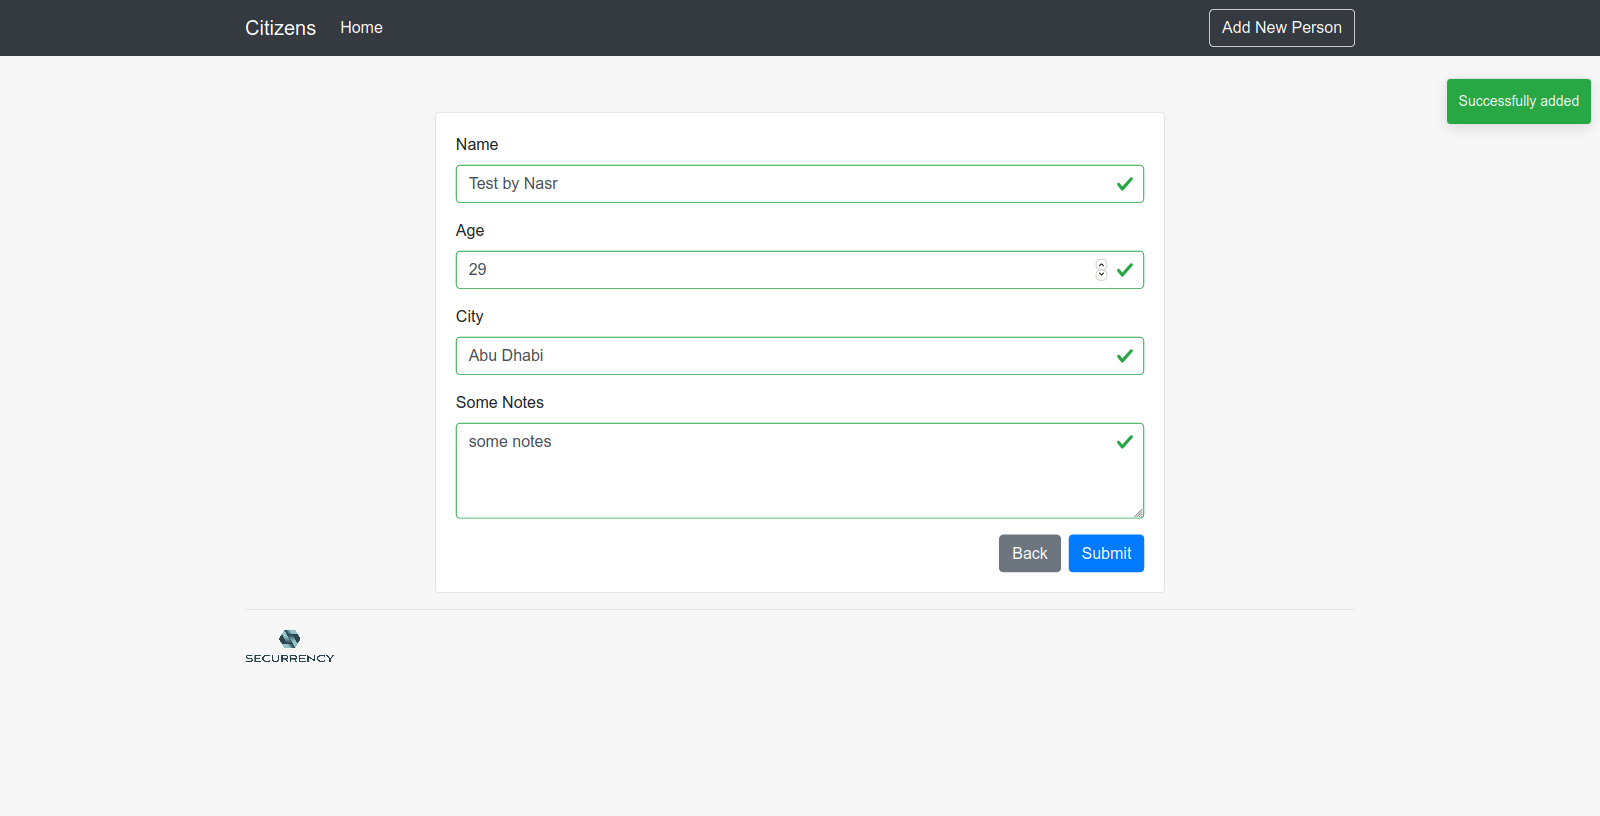 Citizens Home Add New Person
Successfully added
Name
Test by Nasr
Age
29
City
Abu Dhabi
Some Notes
some notes
Back Submit
SECURRENCY